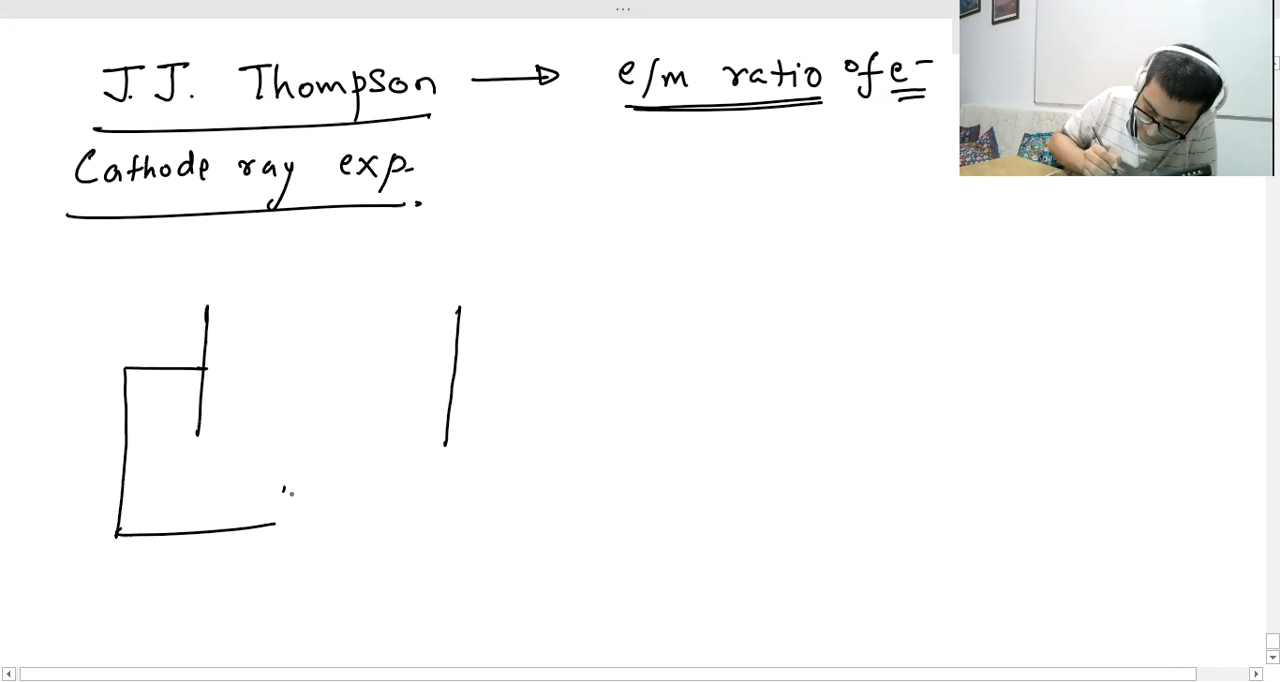 J.J. Thompson → e/m ratio of e⁻
Cathode ray exp.